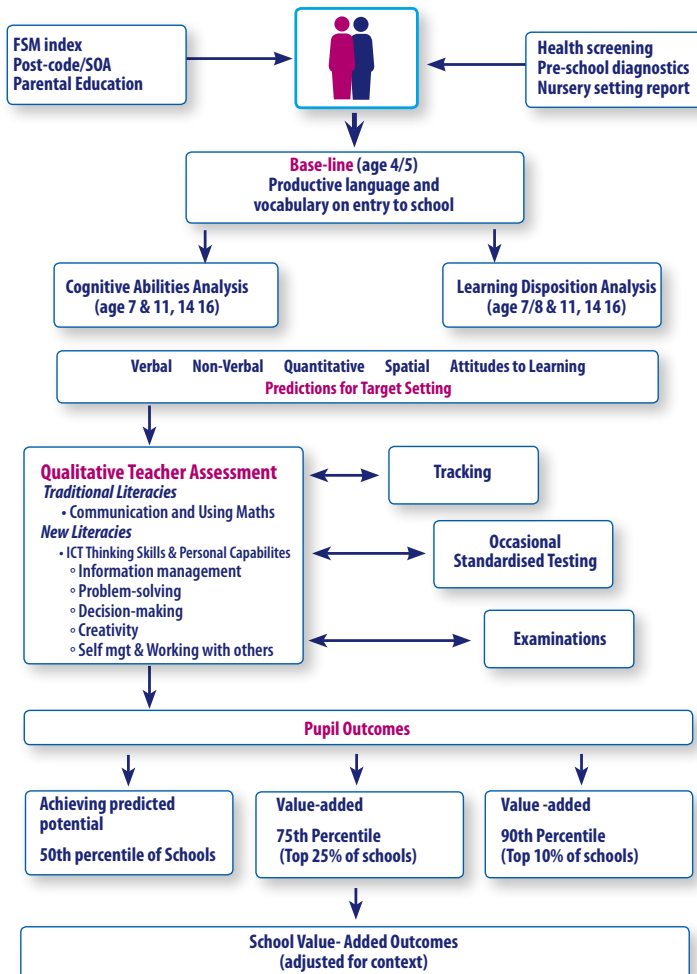 FSM index
Post-code/SOA
Parental Education
Health screening
Pre-school diagnostics
Nursery setting report
Base-line (age 4/5)
Productive language and
vocabulary on entry to school
Cognitive Abilities Analysis
(age 7 & 11, 14 16)
Learning Disposition Analysis
(age 7/8 & 11, 14 16)
Verbal Non-Verbal Quantitative Spatial Attitudes to Learning
Predictions for Target Setting
Qualitative Teacher Assessment
Traditional Literacies
• Communication and Using Maths
New Literacies
• ICT Thinking Skills & Personal Capabilites
° Information management
° Problem-solving
° Decision-making
° Creativity
° Self mgt & Working with others
Tracking
Occasional
Standardised Testing
Examinations
Pupil Outcomes
Achieving predicted
potential
50th percentile of Schools
Value-added
75th Percentile
(Top 25% of schools)
Value -added
90th Percentile
(Top 10% of schools)
School Value- Added Outcomes
(adjusted for context)